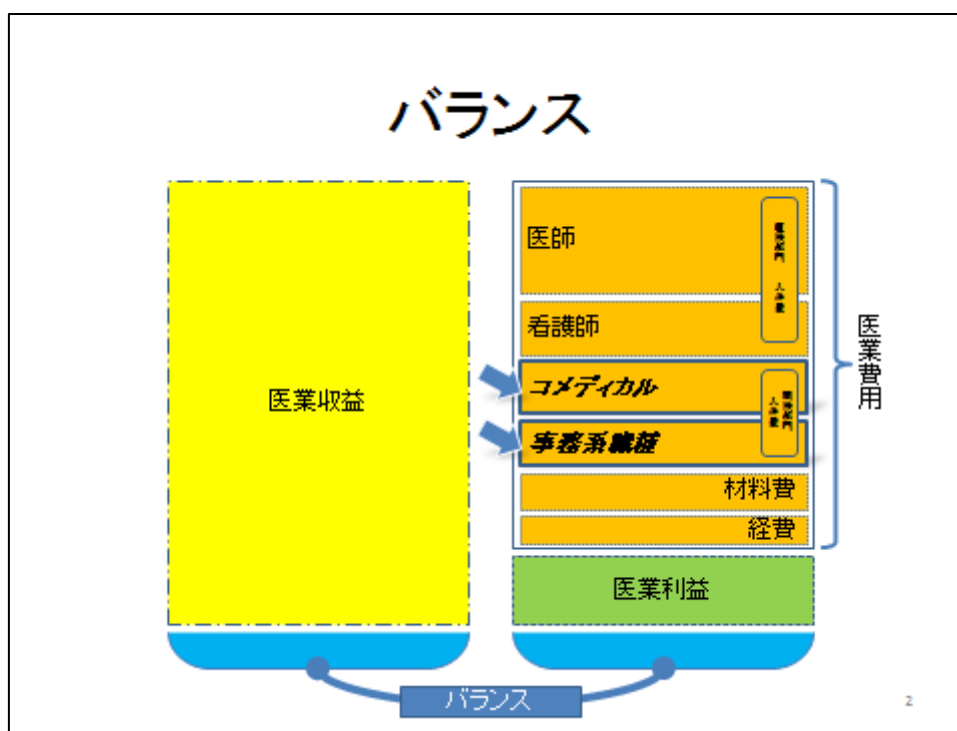 バランス
医業収益
医師
看護師
コメディカル
事務系職種
材料費
経費
医業費用
医業利益
バランス
2